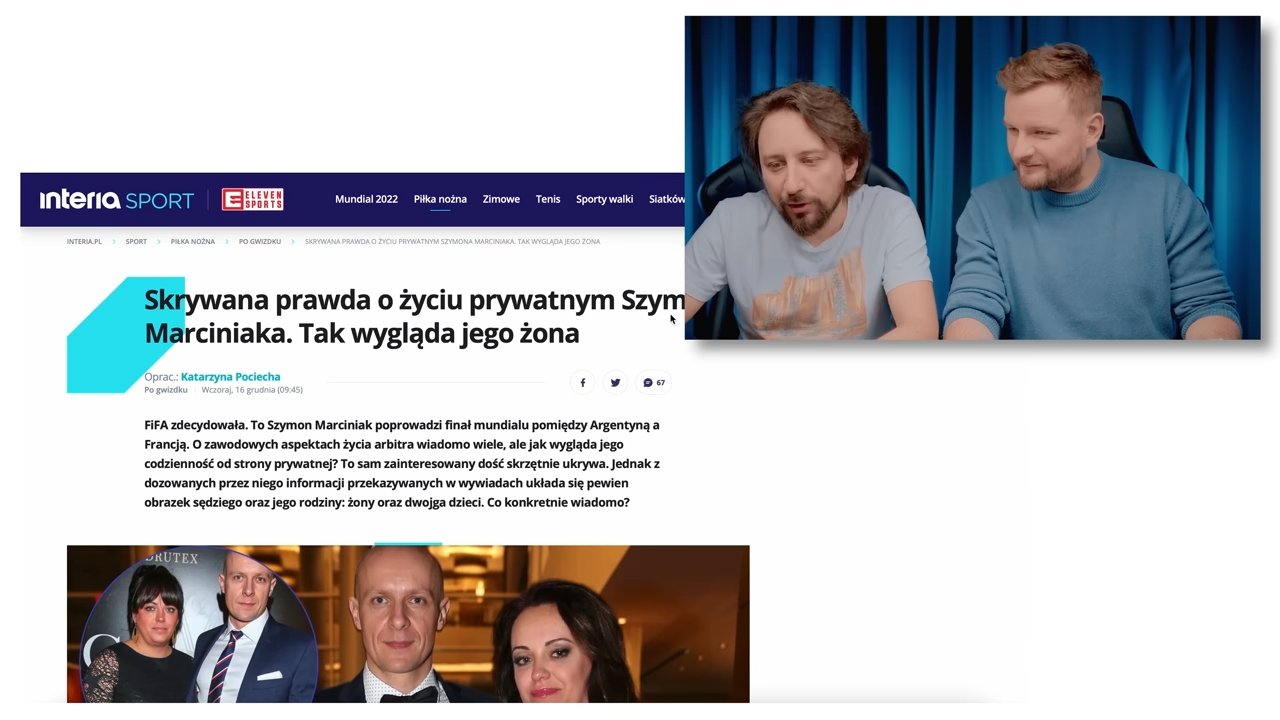 interia SPORT
ELEVEN
SPORTS
Mundial 2022 Piłka nożna Zimowe Tenis Sporty walki Siatków
INTERIA.PL SPORT PIŁKA NOŻNA PO GWIZDKU SKRYWANA PRAWDA O ŻYCIU PRYWATNYM SZYMONA MARCINIAKA. TAK WYGLĄDA JEGO ŻONA
Skrywana prawda o życiu prywatnym Szym
Marciniaka. Tak wygląda jego żona
Oprac.: Katarzyna Pociecha
Po gwizdku Wczoraj, 16 grudnia (09:45)
67
FiFA zdecydowała. To Szymon Marciniak poprowadzi finał mundialu pomiędzy Argentyną a
Francją. O zawodowych aspektach życia arbitra wiadomo wiele, ale jak wygląda jego
codzienność od strony prywatnej? To sam zainteresowany dość skrzętnie ukrywa. Jednak z
dozowanych przez niego informacji przekazywanych w wywiadach układa się pewien
obrazek sędziego oraz jego rodziny: żony oraz dwojga dzieci. Co konkretnie wiadomo?
DRUTEX